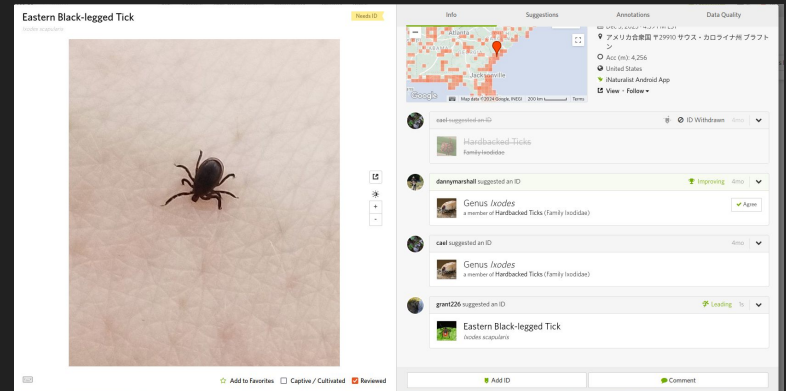 Eastern Black-legged Tick
Needs ID
Ixodes scapularis
Info
Suggestions
Annotations
Data Quality
Atlanta
Jacksonville
Google
Map data ©2024 Google, INEGI
200 km
Terms
アメリカ合衆国 〒29910 サウス・カロライナ州 ブラフトン
Acc (m): 4,256
United States
iNaturalist Android App
View · Follow
cael suggested an ID
ID Withdrawn
4mo
Hardbacked Ticks
Family Ixodidae
dannymarshall suggested an ID
Improving
4mo
Genus Ixodes
a member of Hardbacked Ticks (Family Ixodidae)
Agree
cael suggested an ID
4mo
Genus Ixodes
a member of Hardbacked Ticks (Family Ixodidae)
grant226 suggested an ID
Leading
Eastern Black-legged Tick
Ixodes scapularis
Add to Favorites
Captive / Cultivated
Reviewed
Add ID
Comment